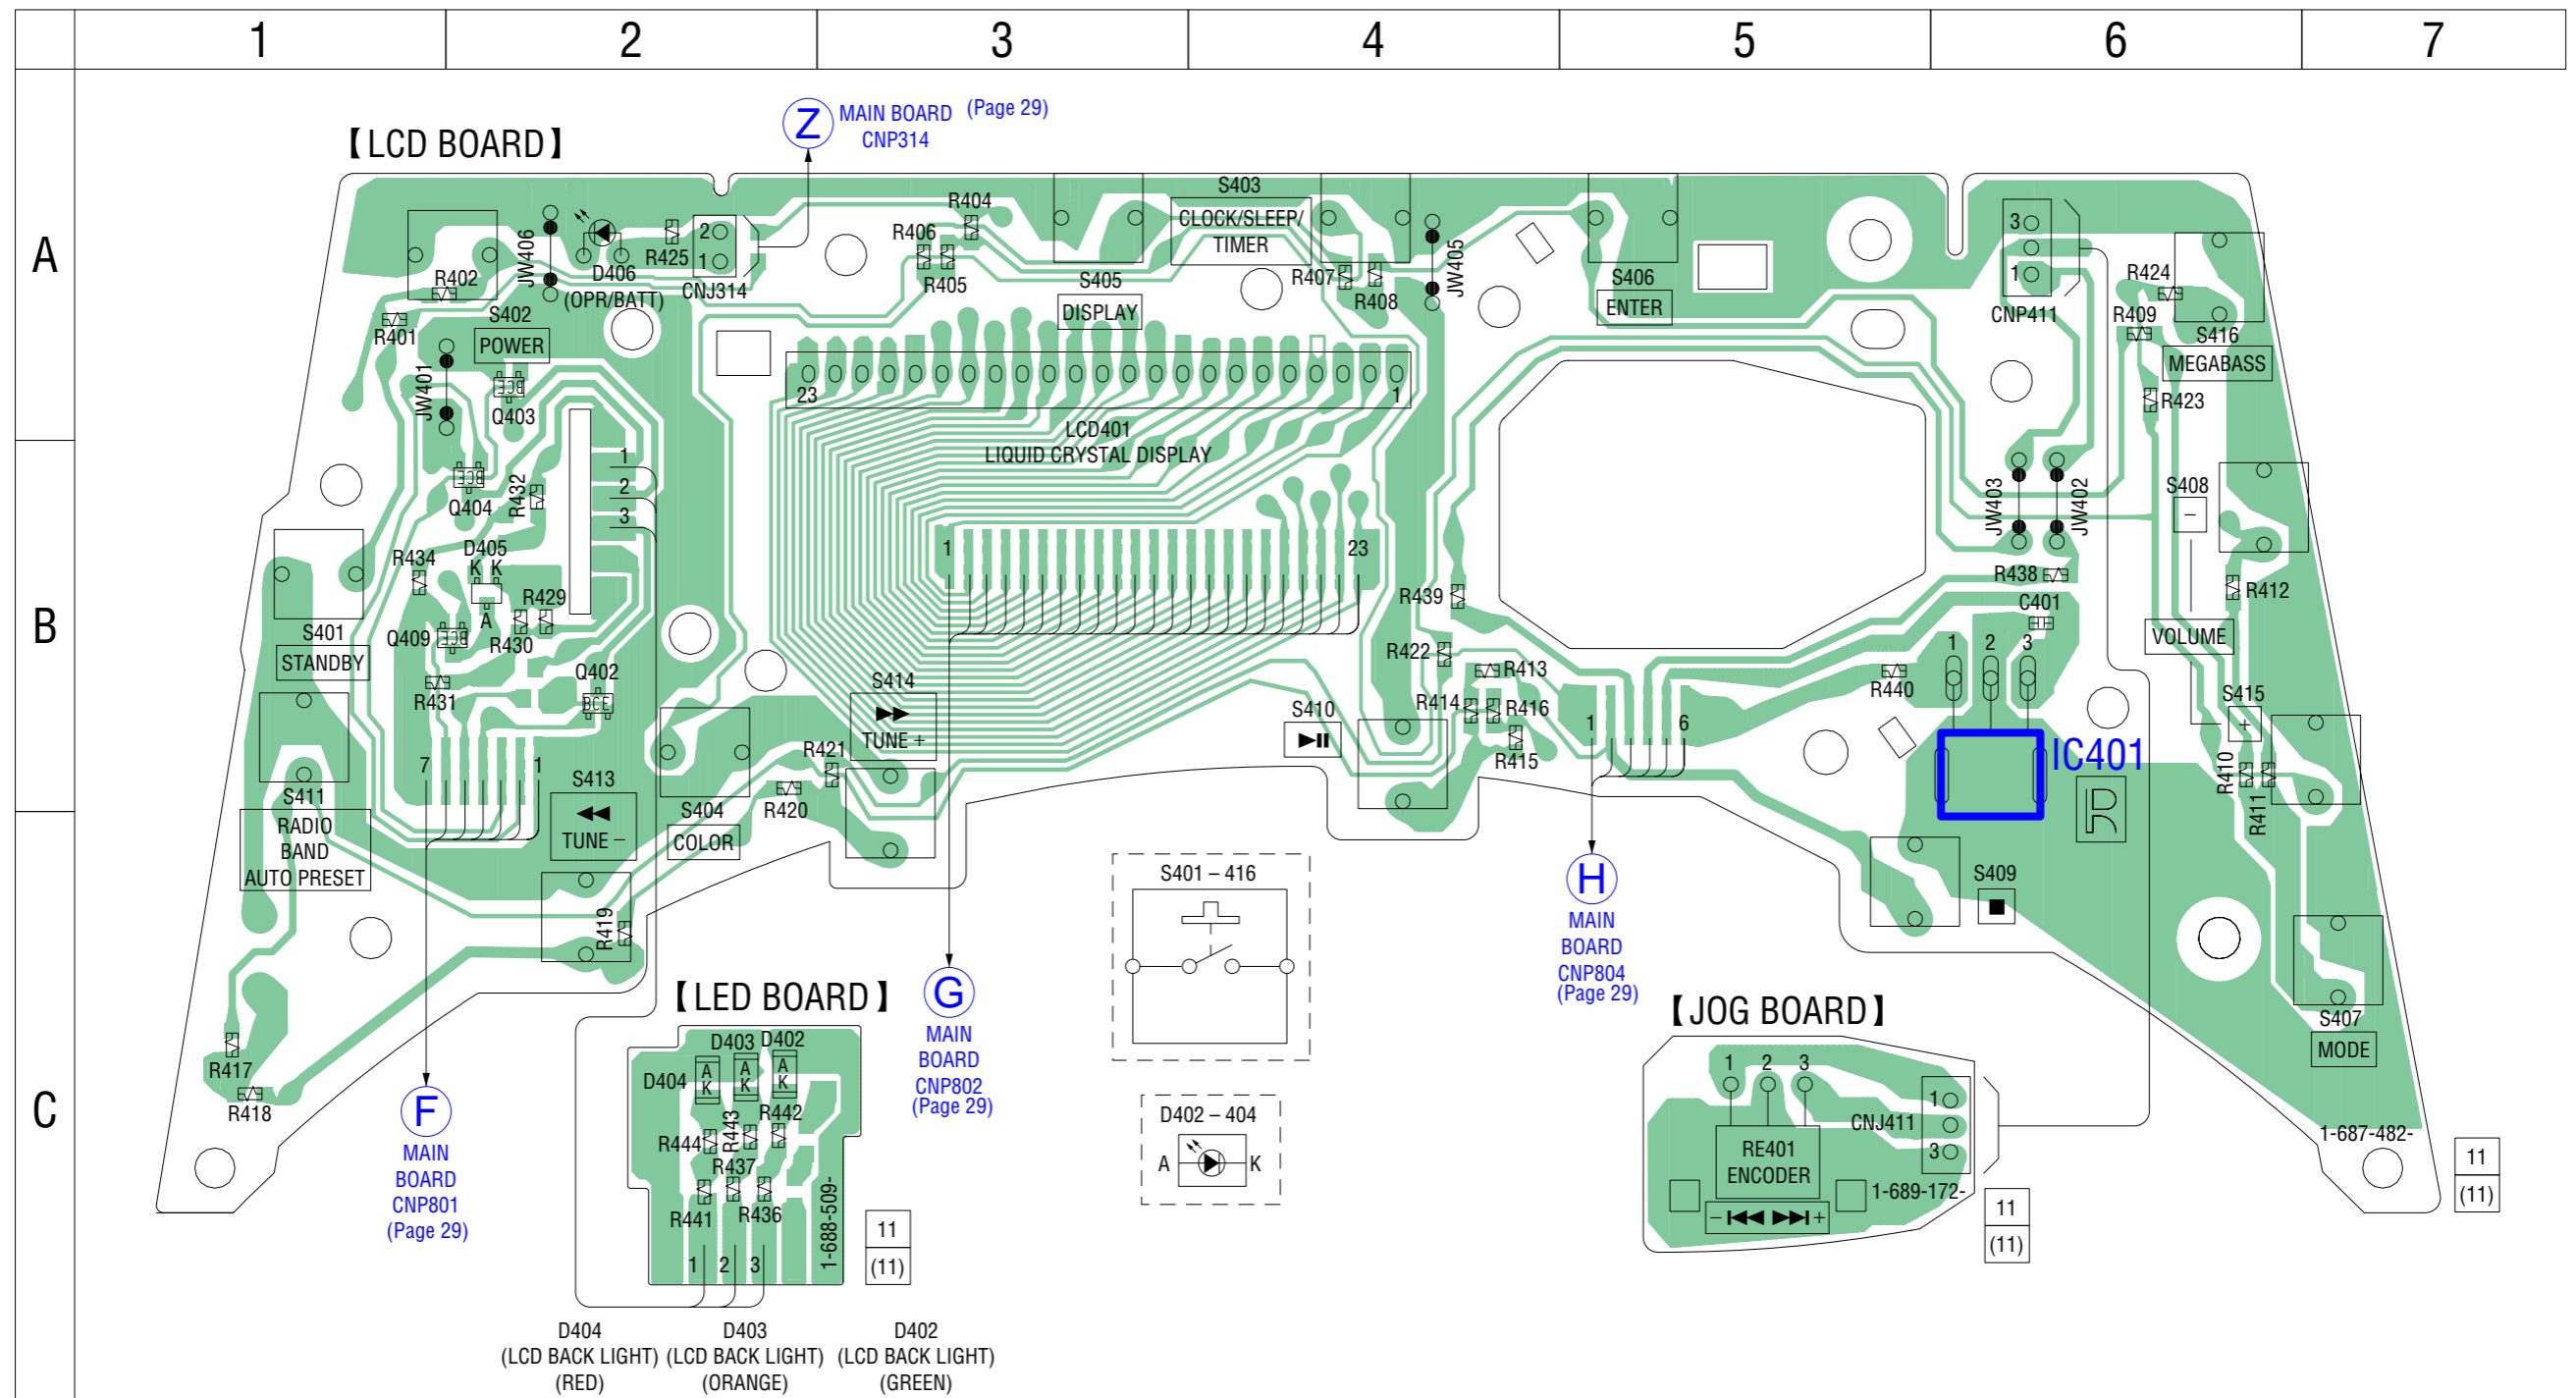 1 2 3 4 5 6 7
A
B
C
【LCD BOARD】
Z MAIN BOARD (Page 29)
CNP314
R402
JW406
D406
(OPR/BATT)
R425
2
1
CNJ314
R401
S402
POWER
JW401
Q403
R404
R406
R405
S403
CLOCK/SLEEP/
TIMER
S405
DISPLAY
R407
R408
JW405
S406
ENTER
3
1
CNP411
R424
R409
S416
MEGABASS
R423
23
1
LCD401
LIQUID CRYSTAL DISPLAY
BCE
BCE
Q404
R432
1
2
3
R434
D405
K K
A
R429
R430
Q409
BCE
S401
STANDBY
R431
Q402
BCE
7
1
1
23
R439
R422
R413
R414
R416
R415
S414
TUNE +
R421
S410
1
6
R440
JW403
JW402
S408
−
R438
C401
R412
VOLUME
1 2 3
S415
+
IC401
R410
R411
R
S411
RADIO
BAND
AUTO PRESET
S413
TUNE −
S404
COLOR
R420
R419
S401 – 416
H
MAIN
BOARD
CNP804
(Page 29)
S409
S407
MODE
R417
R418
F
MAIN
BOARD
CNP801
(Page 29)
【LED BOARD】
D403
D402
D404
A
K
A
K
A
K
R442
R443
R444
R437
R441
R436
1 2 3
1-688-509-
11
(11)
G
MAIN
BOARD
CNP802
(Page 29)
D402 – 404
A
K
【JOG BOARD】
1 2 3
1
CNJ411
3
RE401
ENCODER
1-689-172-
− +
11
(11)
1-687-482-
11
(11)
D404
(LCD BACK LIGHT)
(RED)
D403
(LCD BACK LIGHT)
(ORANGE)
D402
(LCD BACK LIGHT)
(GREEN)